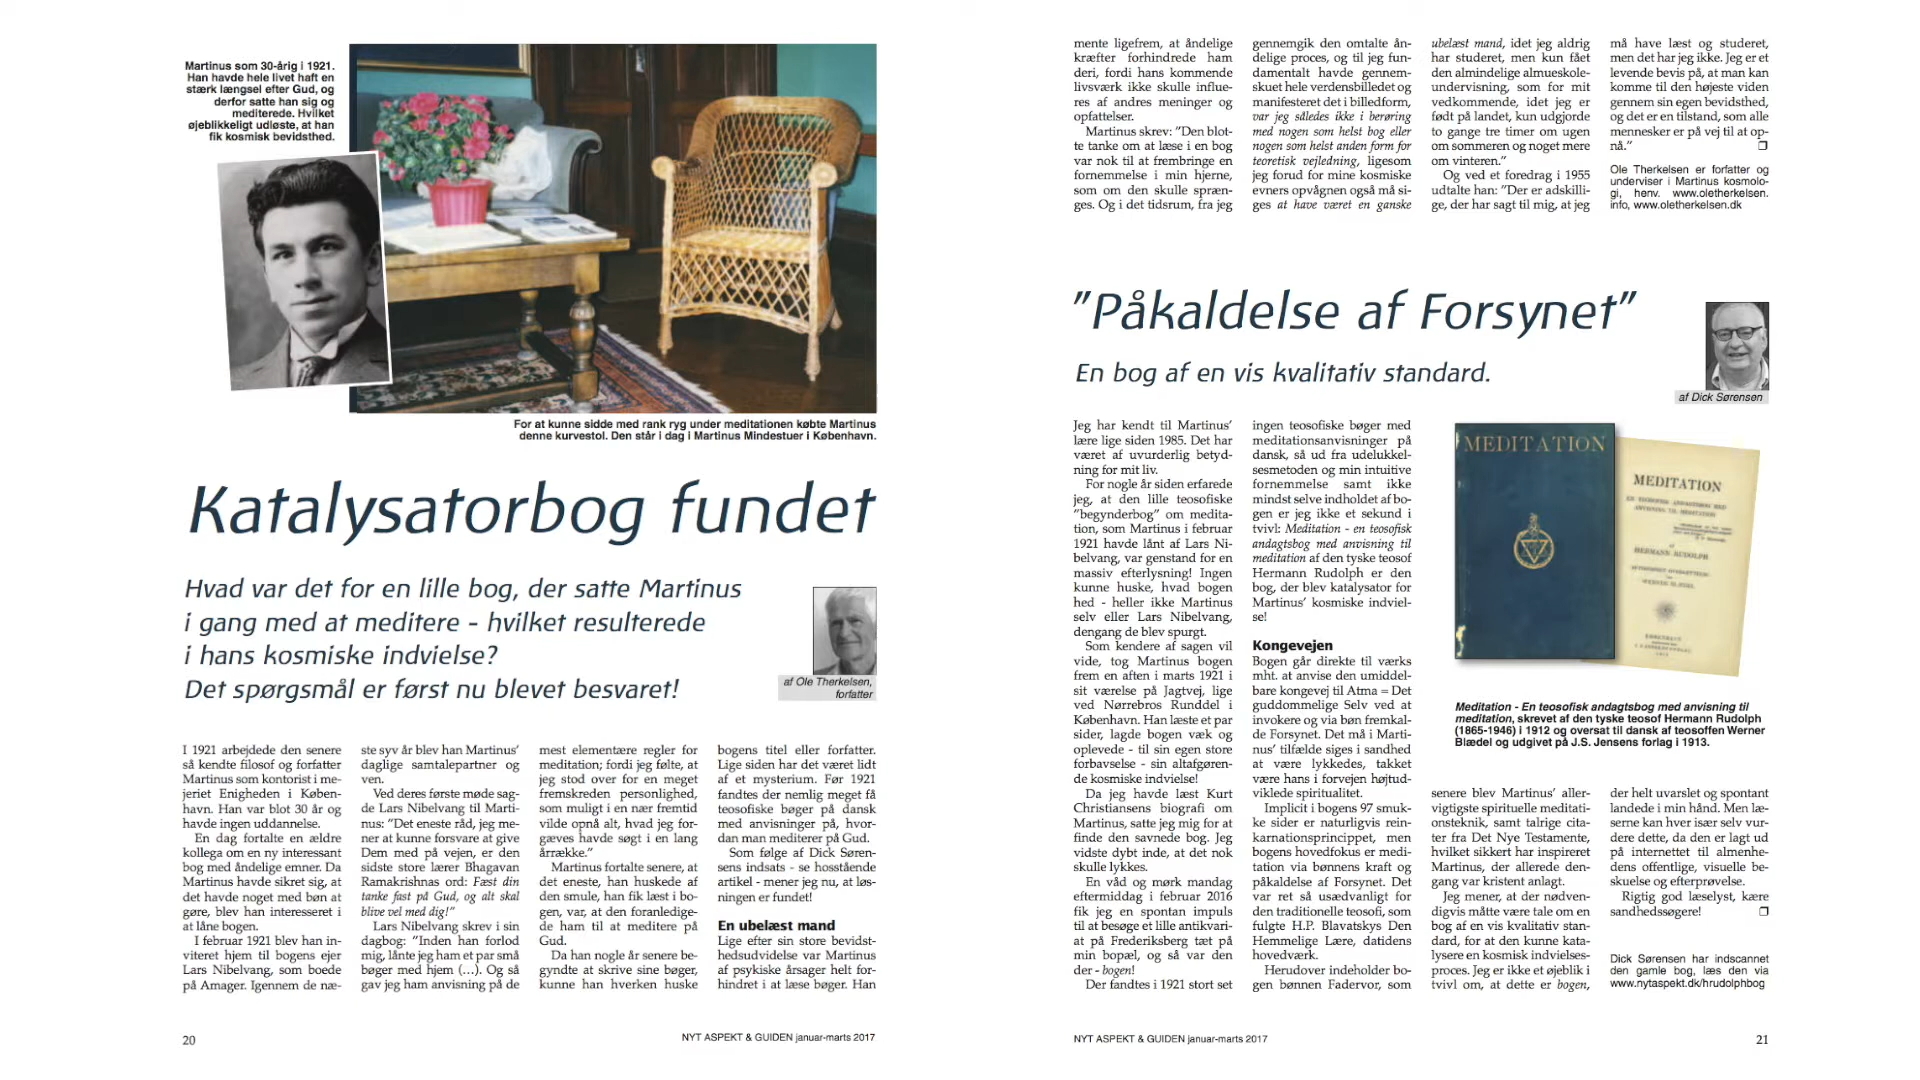 Martinus som 30-årig i 1921.
Han havde hele livet haft en
stærk længsel efter Gud, og
derfor satte han sig og
mediterede. Hvilket
øjeblikkeligt udløste, at han
fik kosmisk bevidsthed.
For at kunne sidde med rank ryg under meditationen købte Martinus
denne kurvestol. Den står i dag i Martinus Mindestuer i København.
Katalysatorbog fundet
Hvad var det for en lille bog, der satte Martinus
i gang med at meditere - hvilket resulterede
i hans kosmiske indvielse?
Det spørgsmål er først nu blevet besvaret!
af Ole Therkelsen,
forfatter
I 1921 arbejdede den senere
så kendte filosof og forfatter
Martinus som kontorist i me-
jeriet Enigheden i Køben-
havn. Han var blot 30 år og
havde ingen uddannelse.
En dag fortalte en ældre
kollega om en ny interessant
bog med åndelige emner. Da
Martinus havde sikret sig, at
det havde noget med bøn at
gøre, blev han interesseret i
at låne bogen.
I februar 1921 blev han in-
viteret hjem til bogens ejer
Lars Nibelvang, som boede
på Amager. Igennem de næ-
ste syv år blev han Martinus'
daglige samtalepartner og
ven.
Ved deres første møde sag-
de Lars Nibelvang til Marti-
nus: "Det eneste råd, jeg me-
ner at kunne forsvare at give
Dem med på vejen, er den
sidste store lærer Bhagavan
Ramakrishnas ord: Fæst din
tanke fast på Gud, og alt skal
blive vel med dig!"
Lars Nibelvang skrev i sin
dagbog: "Inden han forlod
mig, lånte jeg ham et par små
bøger med hjem (...). Og så
gav jeg ham anvisning på de
mest elementære regler for
meditation; fordi jeg følte, at
jeg stod over for en meget
fremskreden personlighed,
som muligt i en nær fremtid
vilde opnå alt, hvad jeg for-
gæves havde søgt i en lang
årrække."
Martinus fortalte senere, at
det eneste, han huskede af
den smule, han fik læst i bo-
gen, var, at den foranledige-
de ham til at meditere på
Gud.
Da han nogle år senere be-
gyndte at skrive sine bøger,
kunne han hverken huske
bogens titel eller forfatter.
Lige siden har det været lidt
af et mysterium. Før 1921
fandtes der nemlig meget få
teosofiske bøger på dansk
med anvisninger på, hvor-
dan man mediterer på Gud.
Som følge af Dick Søren-
sens indsats - se hosstående
artikel - mener jeg nu, at løs-
ningen er fundet!
En ubelæst mand
Lige efter sin store bevidst-
hedsudvidelse var Martinus
af psykiske årsager helt for-
hindret i at læse bøger. Han
20
NYT ASPEKT & GUIDEN januar-marts 2017
mente ligefrem, at åndelige
kræfter forhindrede ham
deri, fordi hans kommende
livsværk ikke skulle influe-
res af andres meninger og
opfattelser.
Martinus skrev: "Den blot-
te tanke om at læse i en bog
var nok til at frembringe en
fornemmelse i min hjerne,
som om den skulle spræn-
ges. Og i det tidsrum, fra jeg
gennemgik den omtalte ån-
delige proces, og til jeg fun-
damentalt havde gennem-
skuet hele verdensbilledet og
manifesteret det i billedform,
var jeg således ikke i berøring
med nogen som helst bog eller
nogen som helst anden form for
teoretisk vejledning, ligesom
jeg forud for mine kosmiske
evners opvågnen også må si-
ges at have været en ganske
ubelæst mand, idet jeg aldrig
har studeret, men kun fået
den almindelige almueskole-
undervisning, som for mit
vedkommende, idet jeg er
født på landet, kun udgjorde
to gange tre timer om ugen
om sommeren og noget mere
om vinteren."
Og ved et foredrag i 1955
udtalte han: "Der er adskilli-
ge, der har sagt til mig, at jeg
må have læst og studeret,
men det har jeg ikke. Jeg er et
levende bevis på, at man kan
komme til den højeste viden
gennem sin egen bevidsthed,
og det er en tilstand, som alle
mennesker er på vej til at op-
nå." ❐
Ole Therkelsen er forfatter og
underviser i Martinus kosmolo-
gi, henv. www.oletherkelsen.
info, www.oletherkelsen.dk
"Påkaldelse af Forsynet"
En bog af en vis kvalitativ standard.
af Dick Sørensen
Jeg har kendt til Martinus'
lære lige siden 1985. Det har
været af uvurderlig betyd-
ning for mit liv.
For nogle år siden erfarede
jeg, at den lille teosofiske
"begynderbog" om medita-
tion, som Martinus i februar
1921 havde lånt af Lars Ni-
belvang, var genstand for en
massiv efterlysning! Ingen
kunne huske, hvad bogen
hed - heller ikke Martinus
selv eller Lars Nibelvang,
dengang de blev spurgt.
Som kendere af sagen vil
vide, tog Martinus bogen
frem en aften i marts 1921 i
sit værelse på Jagtvej, lige
ved Nørrebros Runddel i
København. Han læste et par
sider, lagde bogen væk og
oplevede - til sin egen store
forbavselse - sin altafgøren-
de kosmiske indvielse!
Da jeg havde læst Kurt
Christiansens biografi om
Martinus, satte jeg mig for at
finde den savnede bog. Jeg
vidste dybt inde, at det nok
skulle lykkes.
En våd og mørk mandag
eftermiddag i februar 2016
fik jeg en spontan impuls
til at besøge et lille antikvari-
at på Frederiksberg tæt på
min bopæl, og så var den
der - bogen!
Der fandtes i 1921 stort set
ingen teosofiske bøger med
meditationsanvisninger på
dansk, så ud fra udelukkel-
sesmetoden og min intuitive
fornemmelse samt ikke
mindst selve indholdet af bo-
gen er jeg ikke et sekund i
tvivl: Meditation - en teosofisk
andagtsbog med anvisning til
meditation af den tyske teosof
Hermann Rudolph er den
bog, der blev katalysator for
Martinus' kosmiske indviel-
se!
Kongevejen
Bogen går direkte til værks
mht. at anvise den umiddel-
bare kongevej til Atma = Det
guddommelige Selv ved at
invokere og via bøn fremkal-
de Forsynet. Det må i Marti-
nus' tilfælde siges i sandhed
at være lykkedes, takket
være hans i forvejen højtud-
viklede spiritualitet.
Implicit i bogens 97 smuk-
ke sider er naturligvis rein-
karnationsprincippet, men
bogens hovedfokus er medi-
tation via bønnens kraft og
påkaldelse af Forsynet. Det
var ret så usædvanligt for
den traditionelle teosofi, som
fulgte H.P. Blavatskys Den
Hemmelige Lære, datidens
hovedværk.
Herudover indeholder bo-
gen bønnen Fadervor, som
MEDITATION
MEDITATION
EN TEOSOFISK ANDAGTSBOG MED
ANVISNING TIL MEDITATION
AF
HERMANN RUDOLPH
Meditation - En teosofisk andagtsbog med anvisning til
meditation, skrevet af den tyske teosof Hermann Rudolph
(1865-1946) i 1912 og oversat til dansk af teosoffen Werner
Blædel og udgivet på J.S. Jensens forlag i 1913.
senere blev Martinus' aller-
vigtigste spirituelle meditati-
onsteknik, samt talrige cita-
ter fra Det Nye Testamente,
hvilket sikkert har inspireret
Martinus, der allerede den-
gang var kristent anlagt.
Jeg mener, at der nødven-
digvis måtte være tale om en
bog af en vis kvalitativ stan-
dard, for at den kunne kata-
lysere en kosmisk indvielses-
proces. Jeg er ikke et øjeblik i
tvivl om, at dette er bogen,
der helt uvarslet og spontant
landede i min hånd. Men læ-
serne kan hver især selv vur-
dere dette, da den er lagt ud
på internettet til almenhe-
dens offentlige, visuelle be-
skuelse og efterprøvelse.
Rigtig god læselyst, kære
sandhedssøgere! ❐
Dick Sørensen har indscannet
den gamle bog, læs den via
www.nytaspekt.dk/hrudolphbog
NYT ASPEKT & GUIDEN januar-marts 2017
21